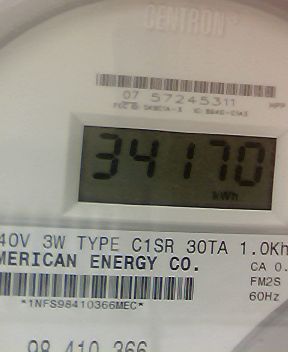 CENTRON
07 57245311
34170
kWh
40V 3W TYPE C1SR 30TA 1.0Kh
MERICAN ENERGY CO.
CA 0.
FM2S
60Hz
*1NFS98410366MEC*
98 410 366